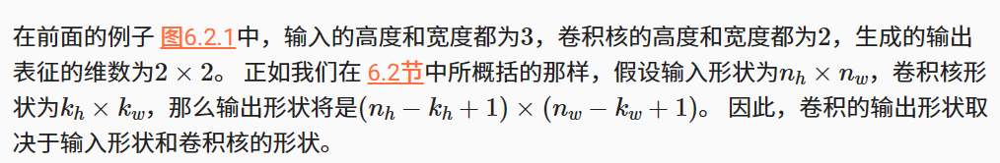 在前面的例子 图6.2.1中，输入的高度和宽度都为3，卷积核的高度和宽度都为2，生成的输出
表征的维数为2 × 2。 正如我们在 6.2节中所概括的那样，假设输入形状为n_h × n_w，卷积核形
状为k_h × k_w，那么输出形状将是(n_h − k_h + 1) × (n_w − k_w + 1)。 因此，卷积的输出形状取
决于输入形状和卷积核的形状。